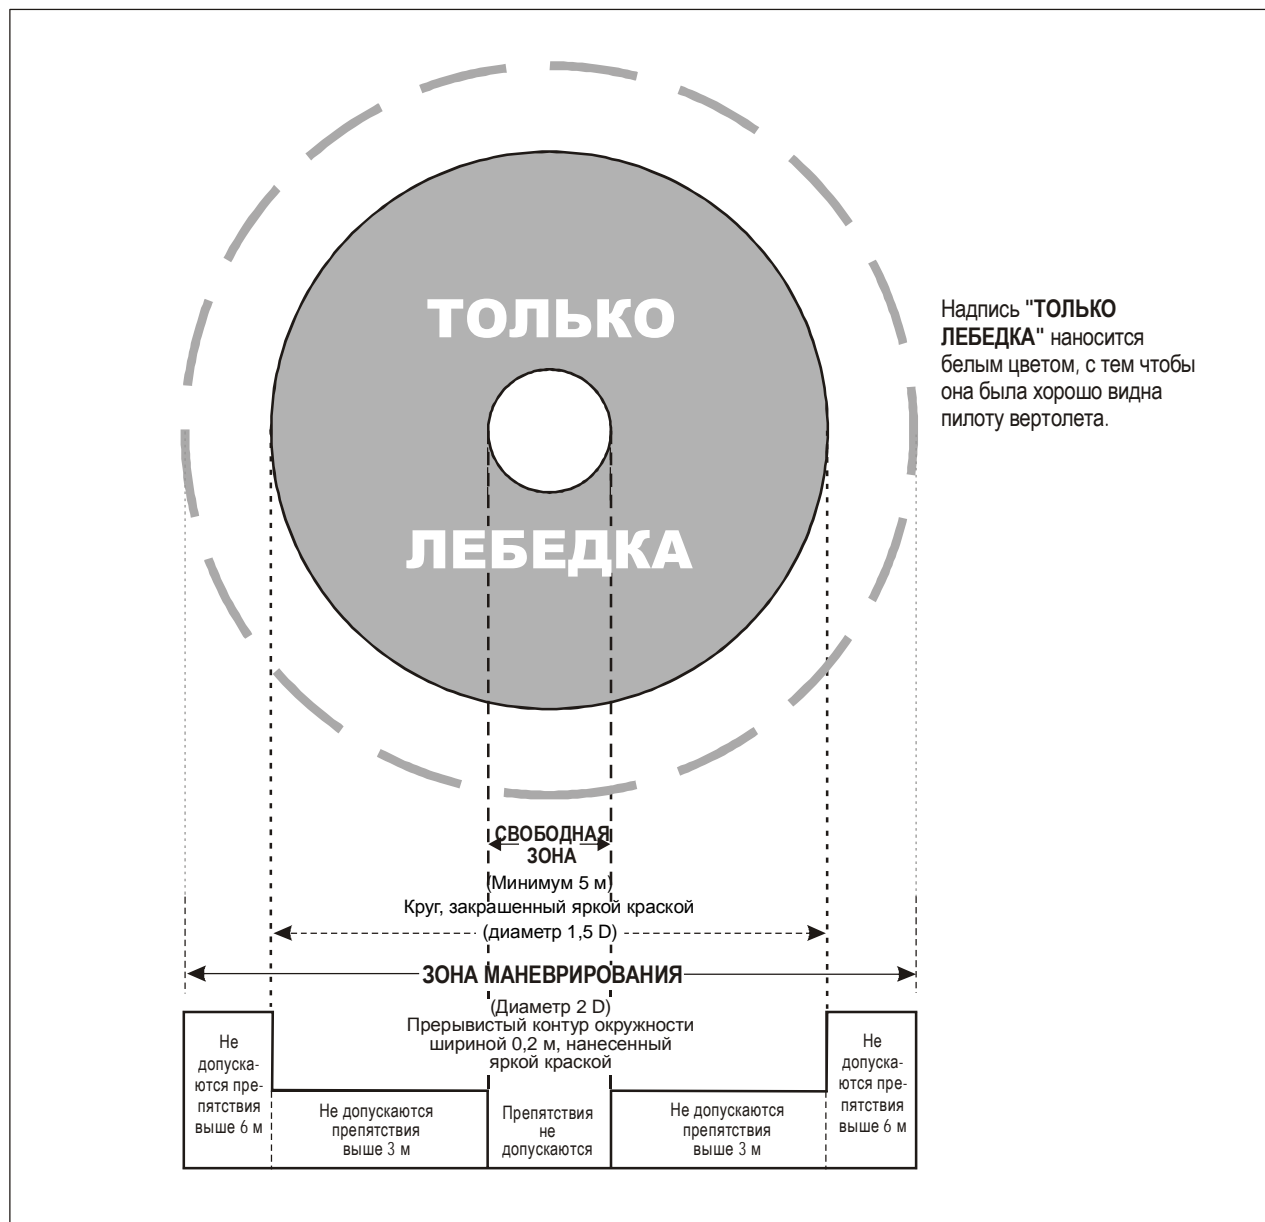 ТОЛЬКО
Надпись "ТОЛЬКО
ЛЕБЕДКА" наносится
белым цветом, с тем чтобы
она была хорошо видна
пилоту вертолета.
ЛЕБЕДКА
СВОБОДНАЯ
ЗОНА
(Минимум 5 м)
Круг, закрашенный яркой краской
(диаметр 1,5 D)
ЗОНА МАНЕВРИРОВАНИЯ
(Диаметр 2 D)
Прерывистый контур окружности
шириной 0,2 м, нанесенный
яркой краской
Не
допуска-
ются пре-
пятствия
выше 6 м
Не допускаются
препятствия
выше 3 м
Препятствия
не
допускаются
Не допускаются
препятствия
выше 3 м
Не
допуска-
ются пре-
пятствия
выше 6 м